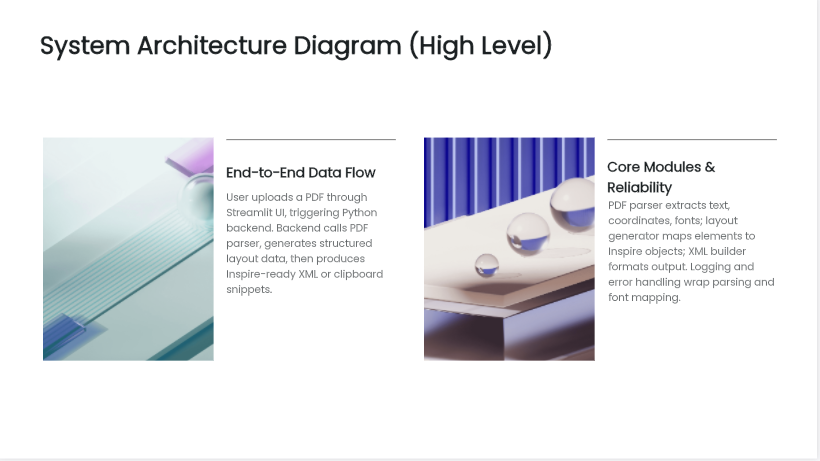 System Architecture Diagram (High Level)
End-to-End Data Flow
User uploads a PDF through
Streamlit UI, triggering Python
backend. Backend calls PDF
parser, generates structured
layout data, then produces
Inspire-ready XML or clipboard
snippets.
Core Modules &
Reliability
PDF parser extracts text,
coordinates, fonts; layout
generator maps elements to
Inspire objects; XML builder
formats output. Logging and
error handling wrap parsing and
font mapping.